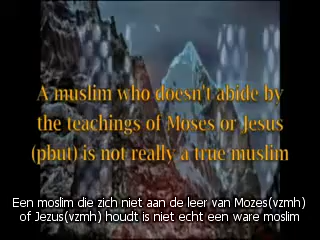 A muslim who doesn't abide by
the teachings of Moses or Jesus
(pbut) is not really a true muslim
Een moslim die zich niet aan de leer van Mozes(vzmh)
of Jezus(vzmh) houdt is niet echt een ware moslim